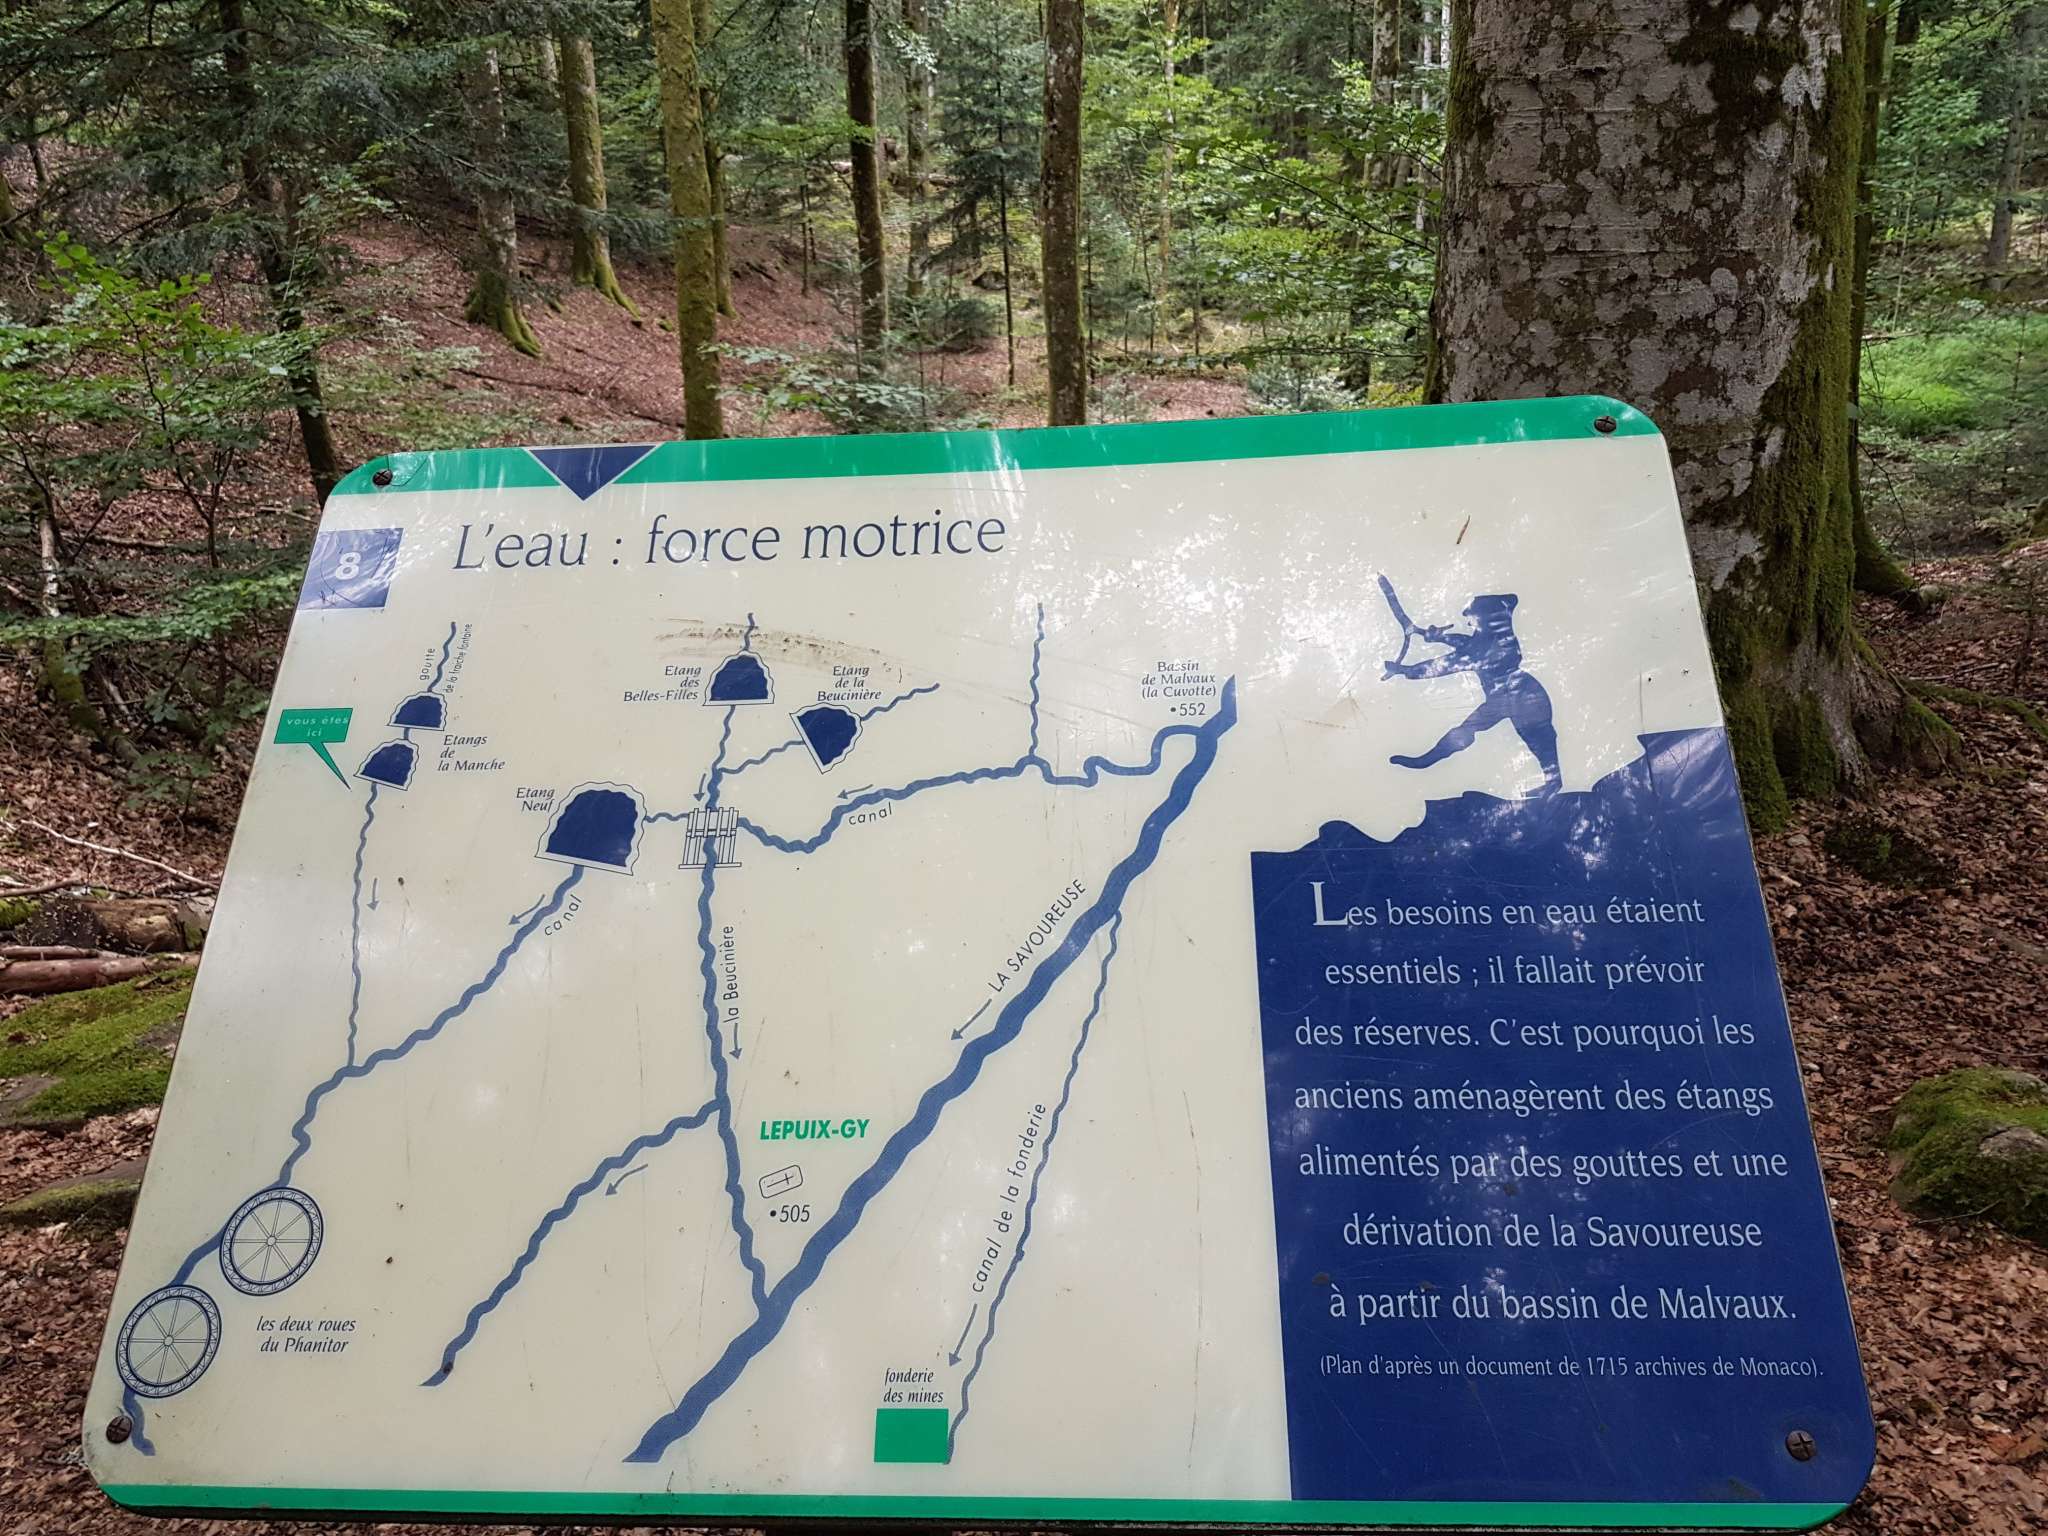 L'eau : force motrice
8
goutte
de la fraiche fontaine
vous êtes
ici
Etangs
de
la Manche
Etang
des
Belles-Filles
Etang
de la
Beucinière
Bassin
de Malvaux
(la Cuvotte)
•552
Etang
Neuf
canal
canal
la Beucinière
LA SAVOUREUSE
canal de la fonderie
LEPUIX-GY
•505
les deux roues
du Phanitor
fonderie
des mines
Les besoins en eau étaient
essentiels ; il fallait prévoir
des réserves. C'est pourquoi les
anciens aménagèrent des étangs
alimentés par des gouttes et une
dérivation de la Savoureuse
à partir du bassin de Malvaux.
(Plan d'après un document de 1715 archives de Monaco).